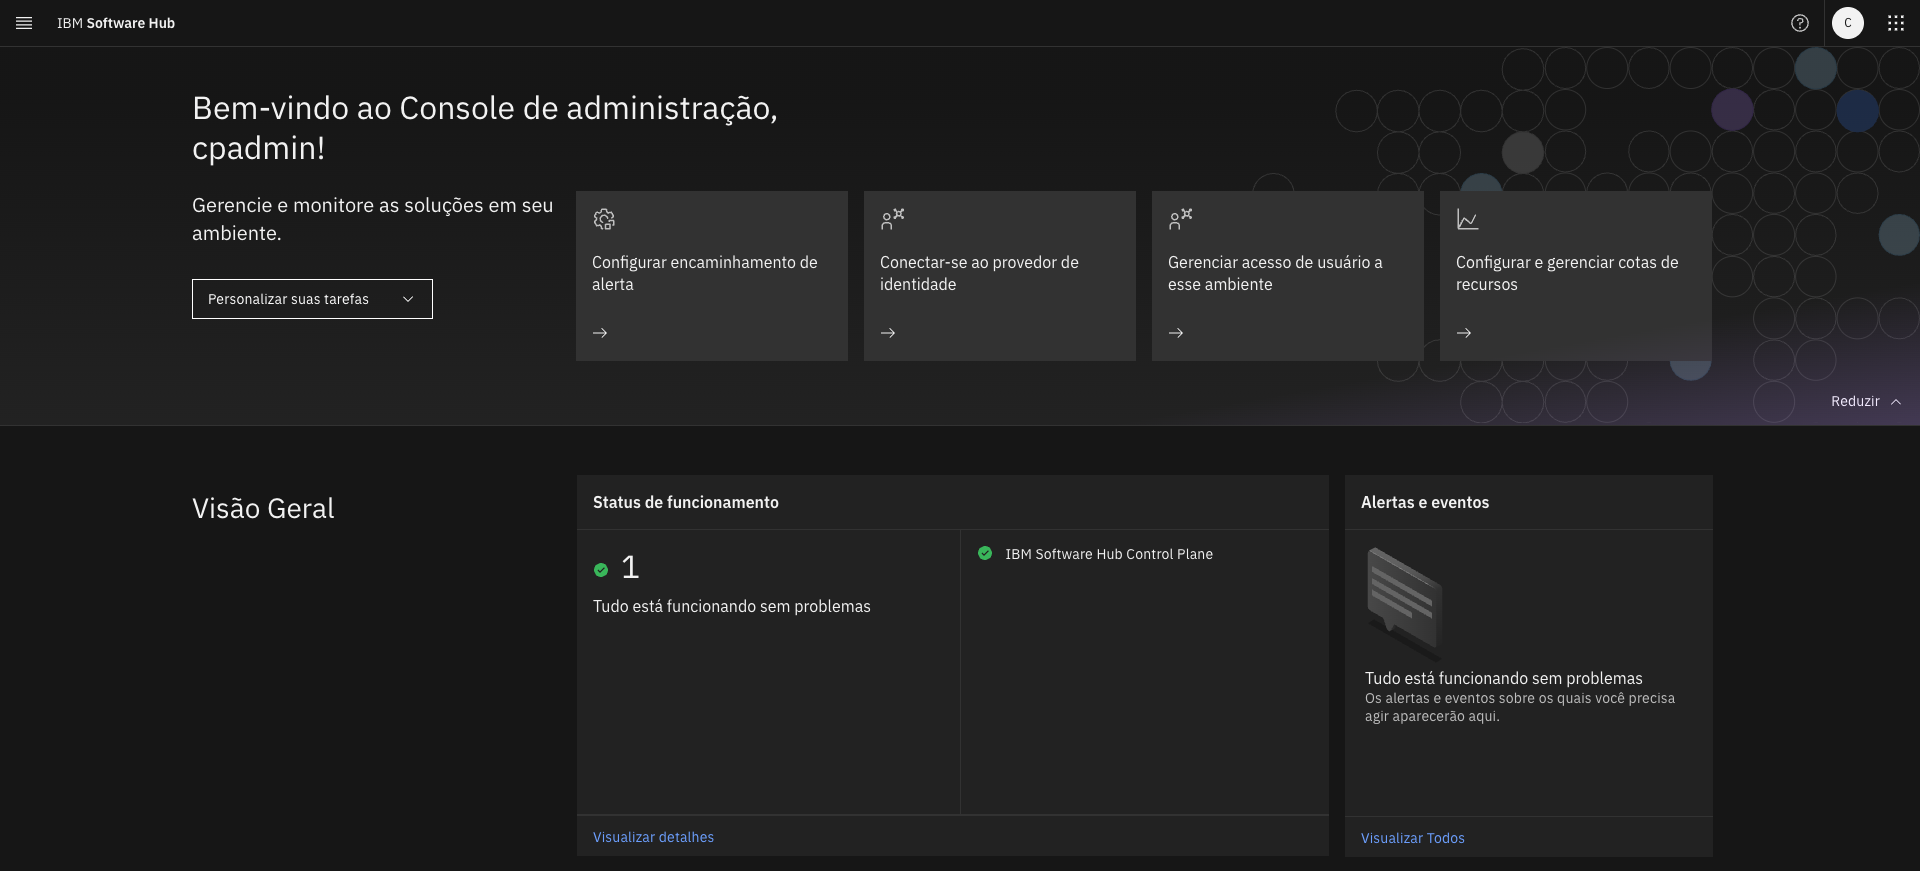 IBM Software Hub
C
Bem-vindo ao Console de administração,
cpadmin!
Gerencie e monitore as soluções em seu
ambiente.
Personalizar suas tarefas
Configurar encaminhamento de
alerta
Conectar-se ao provedor de
identidade
Gerenciar acesso de usuário a
esse ambiente
Configurar e gerenciar cotas de
recursos
Reduzir
Visão Geral
Status de funcionamento
1
Tudo está funcionando sem problemas
IBM Software Hub Control Plane
Visualizar detalhes
Alertas e eventos
Tudo está funcionando sem problemas
Os alertas e eventos sobre os quais você precisa
agir aparecerão aqui.
Visualizar Todos